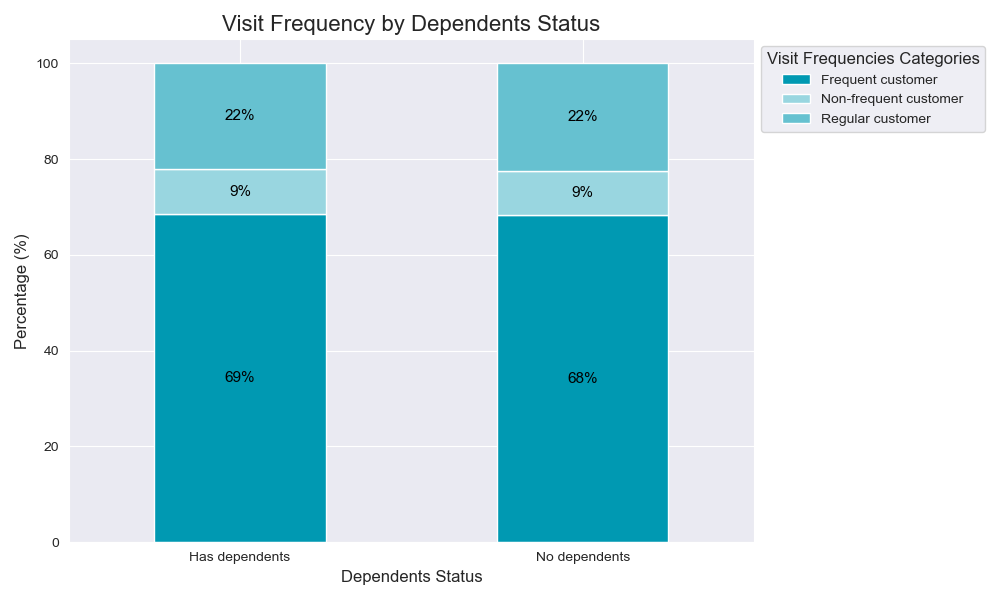 Visit Frequency by Dependents Status
Visit Frequencies Categories
Frequent customer
Non-frequent customer
Regular customer
Percentage (%)
100
80
60
40
20
0
22%
9%
69%
22%
9%
68%
Has dependents
No dependents
Dependents Status